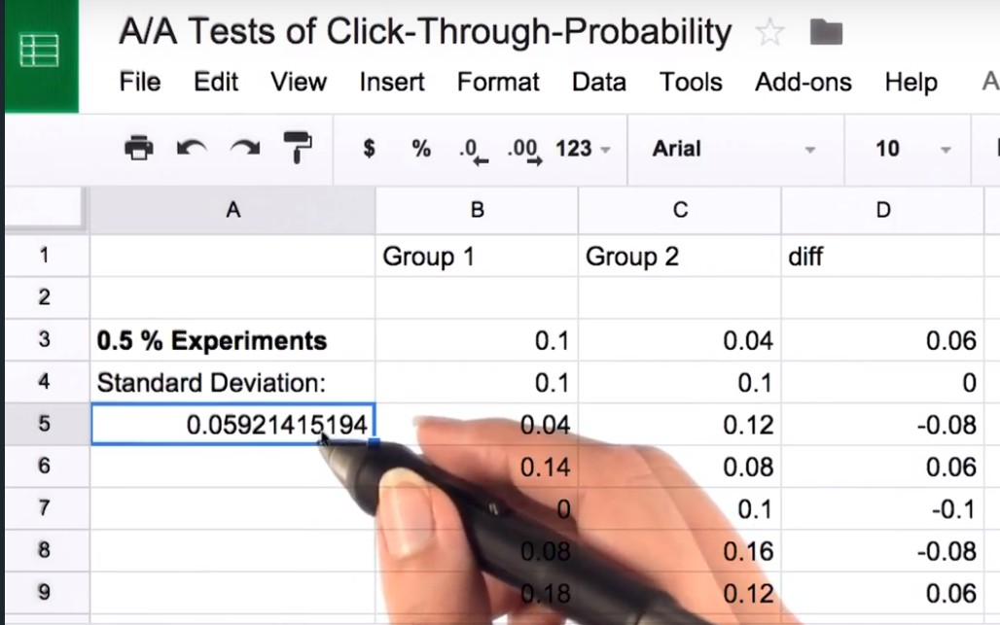 A/A Tests of Click-Through-Probability
File Edit View Insert Format Data Tools Add-ons Help A
$ % .0 .00 123 Arial 10
A B C D
1 Group 1 Group 2 diff
2
3 0.5 % Experiments 0.1 0.04 0.06
4 Standard Deviation: 0.1 0.1 0
5 0.05921415194 0.04 0.12 -0.08
6 0.14 0.08 0.06
7 0 0.1 -0.1
8 0.08 0.16 -0.08
9 0.18 0.12 0.06